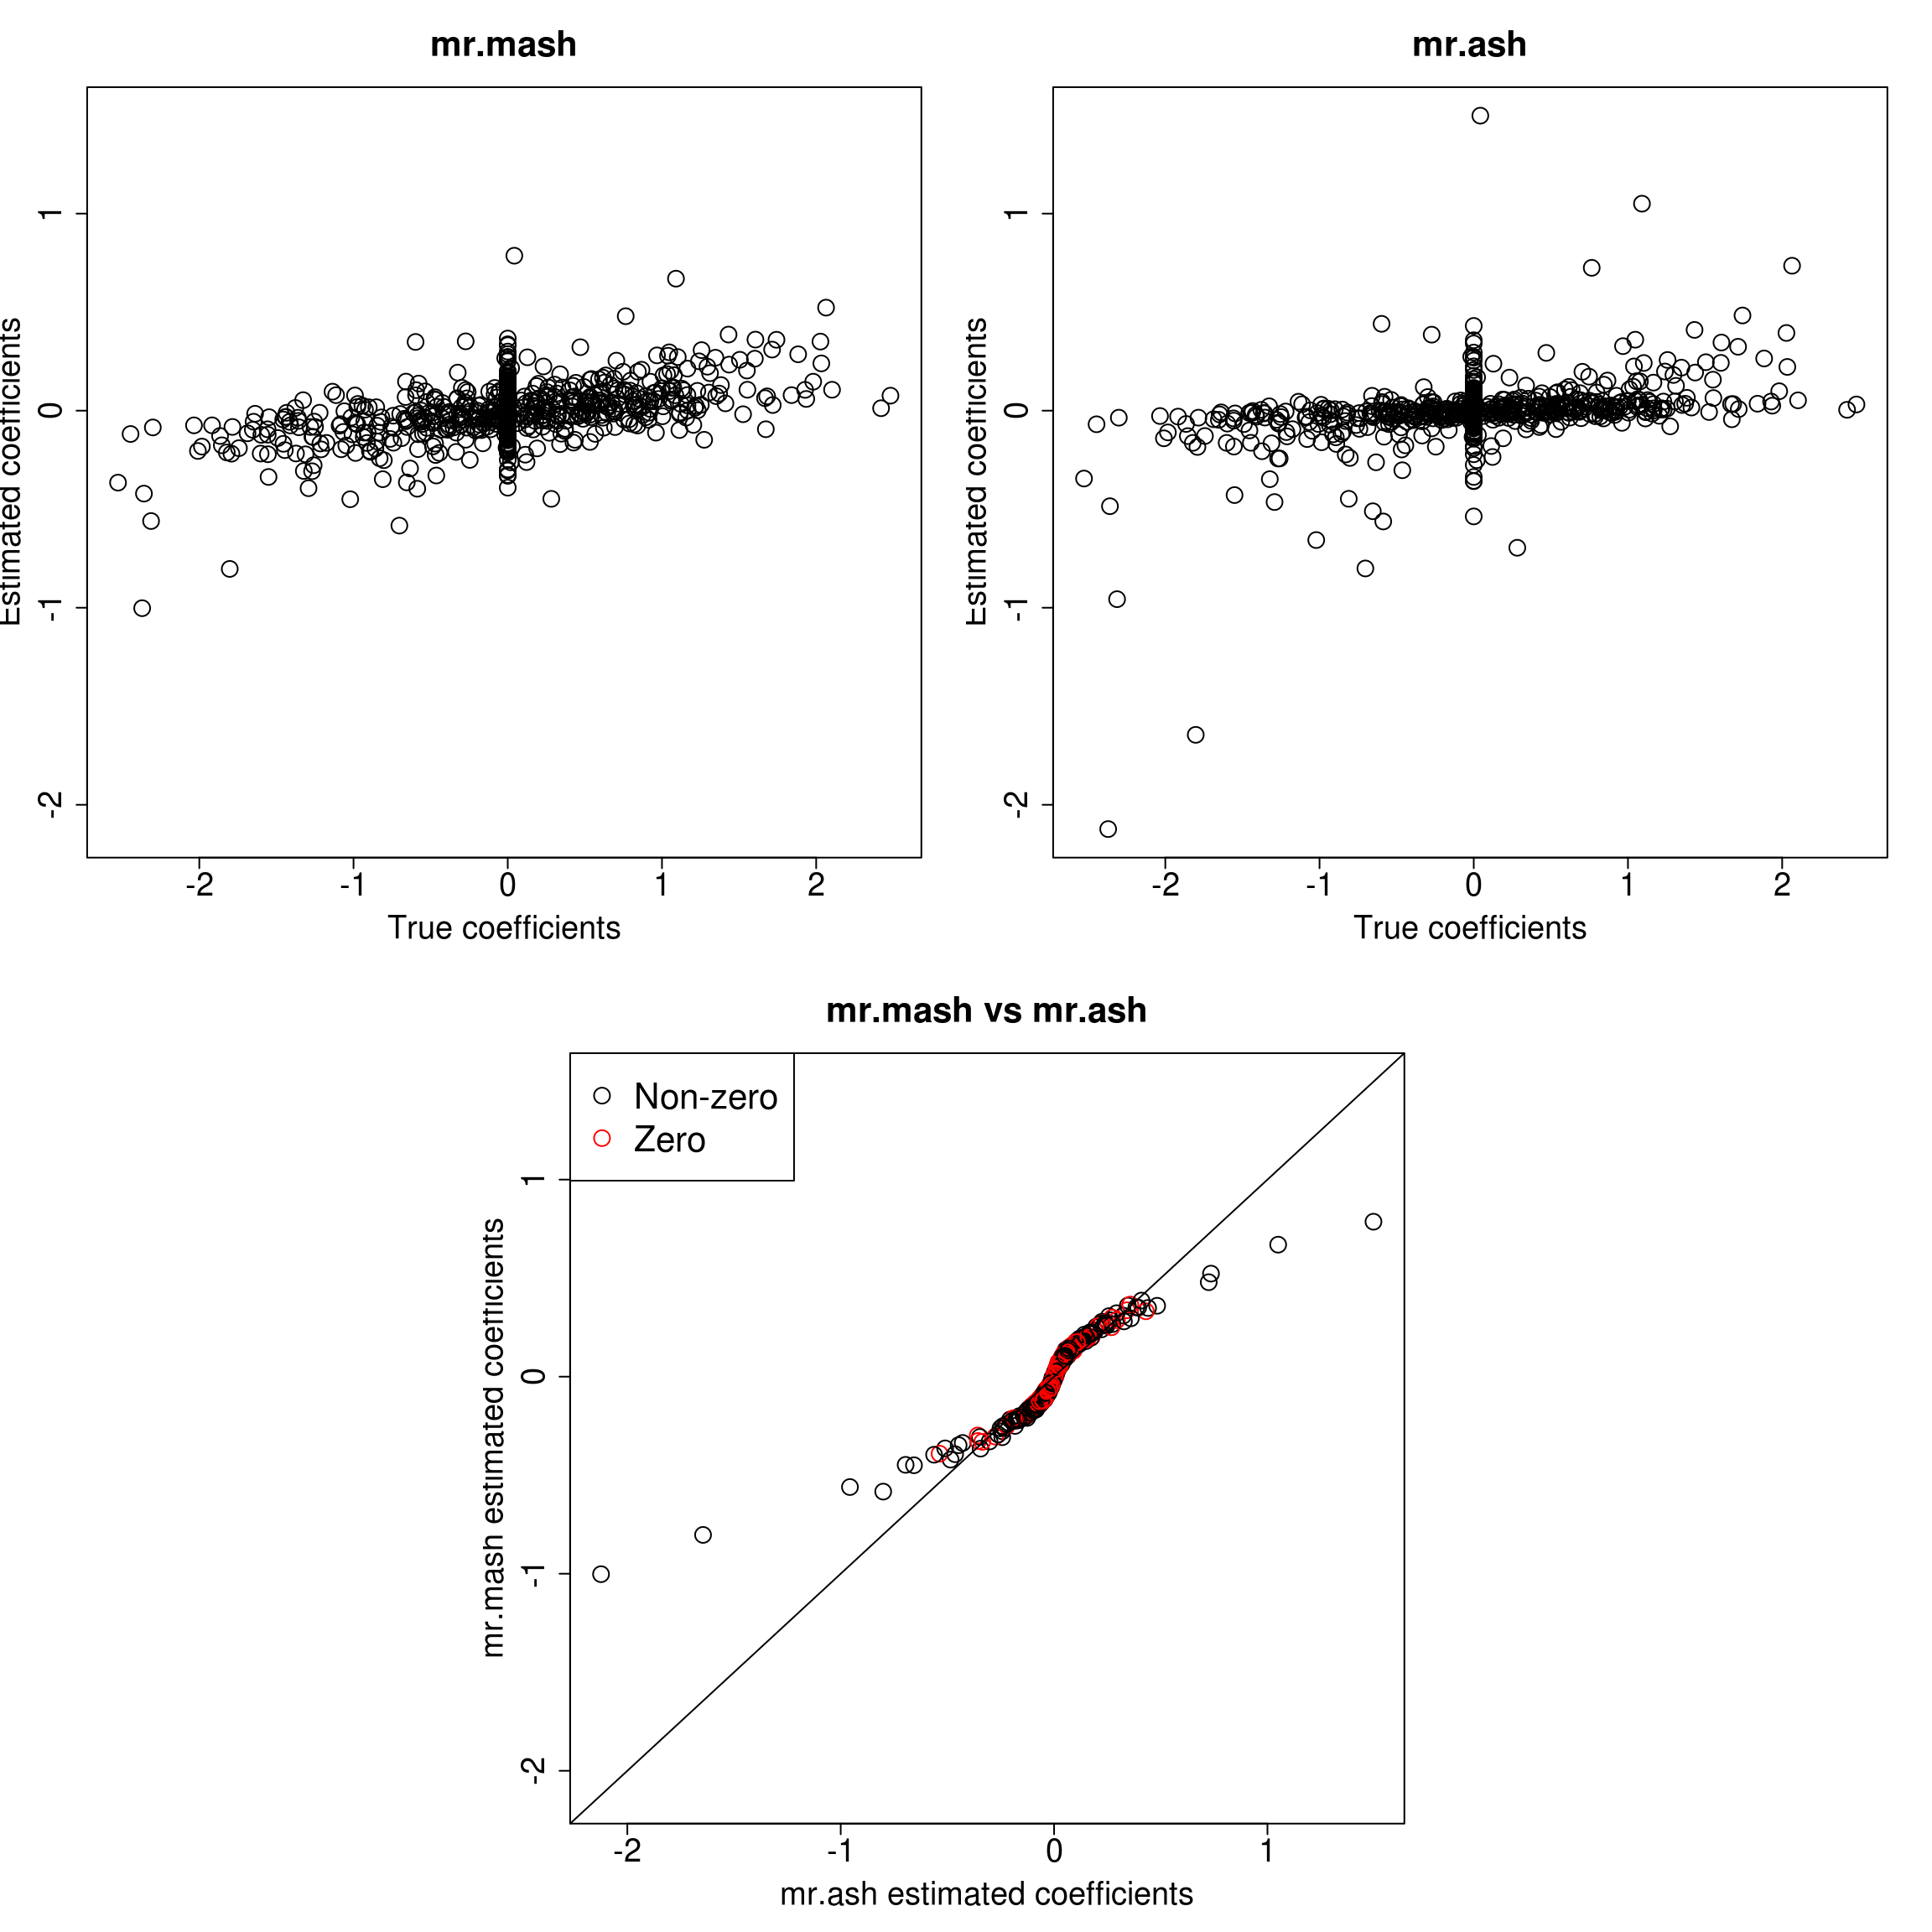 mr.mash
Estimated coefficients
1
0
-1
-2
-2 -1 0 1 2
True coefficients
mr.ash
Estimated coefficients
1
0
-1
-2
-2 -1 0 1 2
True coefficients
mr.mash vs mr.ash
Non-zero
Zero
mr.mash estimated coefficients
1
0
-1
-2
-2 -1 0 1
mr.ash estimated coefficients